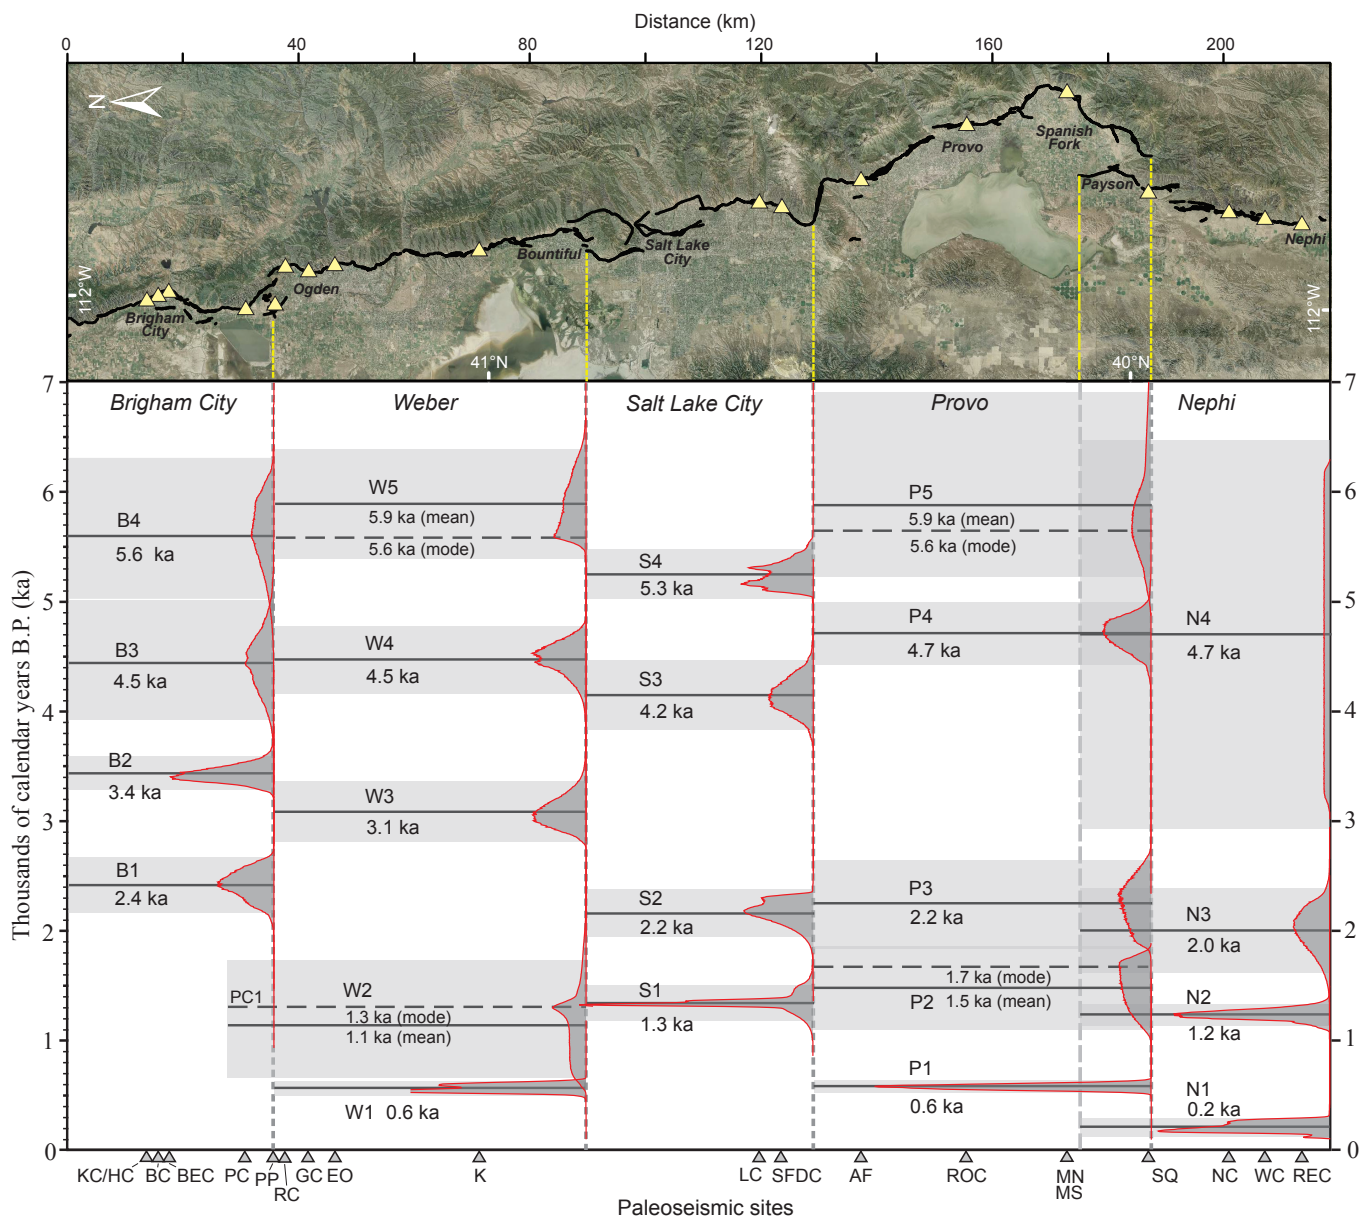 Distance (km)
0 40 80 120 160 200
N
Provo
Spanish
Fork
Payson
Nephi
Salt Lake
City
Bountiful
Ogden
Brigham
City
112°W
112°W
41°N
40°N
Thousands of calendar years B.P. (ka)
7
6
5
4
3
2
1
0
7
6
5
4
3
2
1
0
Brigham City
B4
5.6 ka
B3
4.5 ka
B2
3.4 ka
B1
2.4 ka
PC1
Weber
W5
5.9 ka (mean)
5.6 ka (mode)
W4
4.5 ka
W3
3.1 ka
W2
1.3 ka (mode)
1.1 ka (mean)
W1 0.6 ka
Salt Lake City
S4
5.3 ka
S3
4.2 ka
S2
2.2 ka
S1
1.3 ka
Provo
P5
5.9 ka (mean)
5.6 ka (mode)
P4
4.7 ka
P3
2.2 ka
1.7 ka (mode)
P2 1.5 ka (mean)
P1
0.6 ka
Nephi
N4
4.7 ka
N3
2.0 ka
N2
1.2 ka
N1
0.2 ka
KC/HC BC BEC PC PP RC GC EO K LC SFDC AF ROC MN MS SQ NC WC REC
Paleoseismic sites